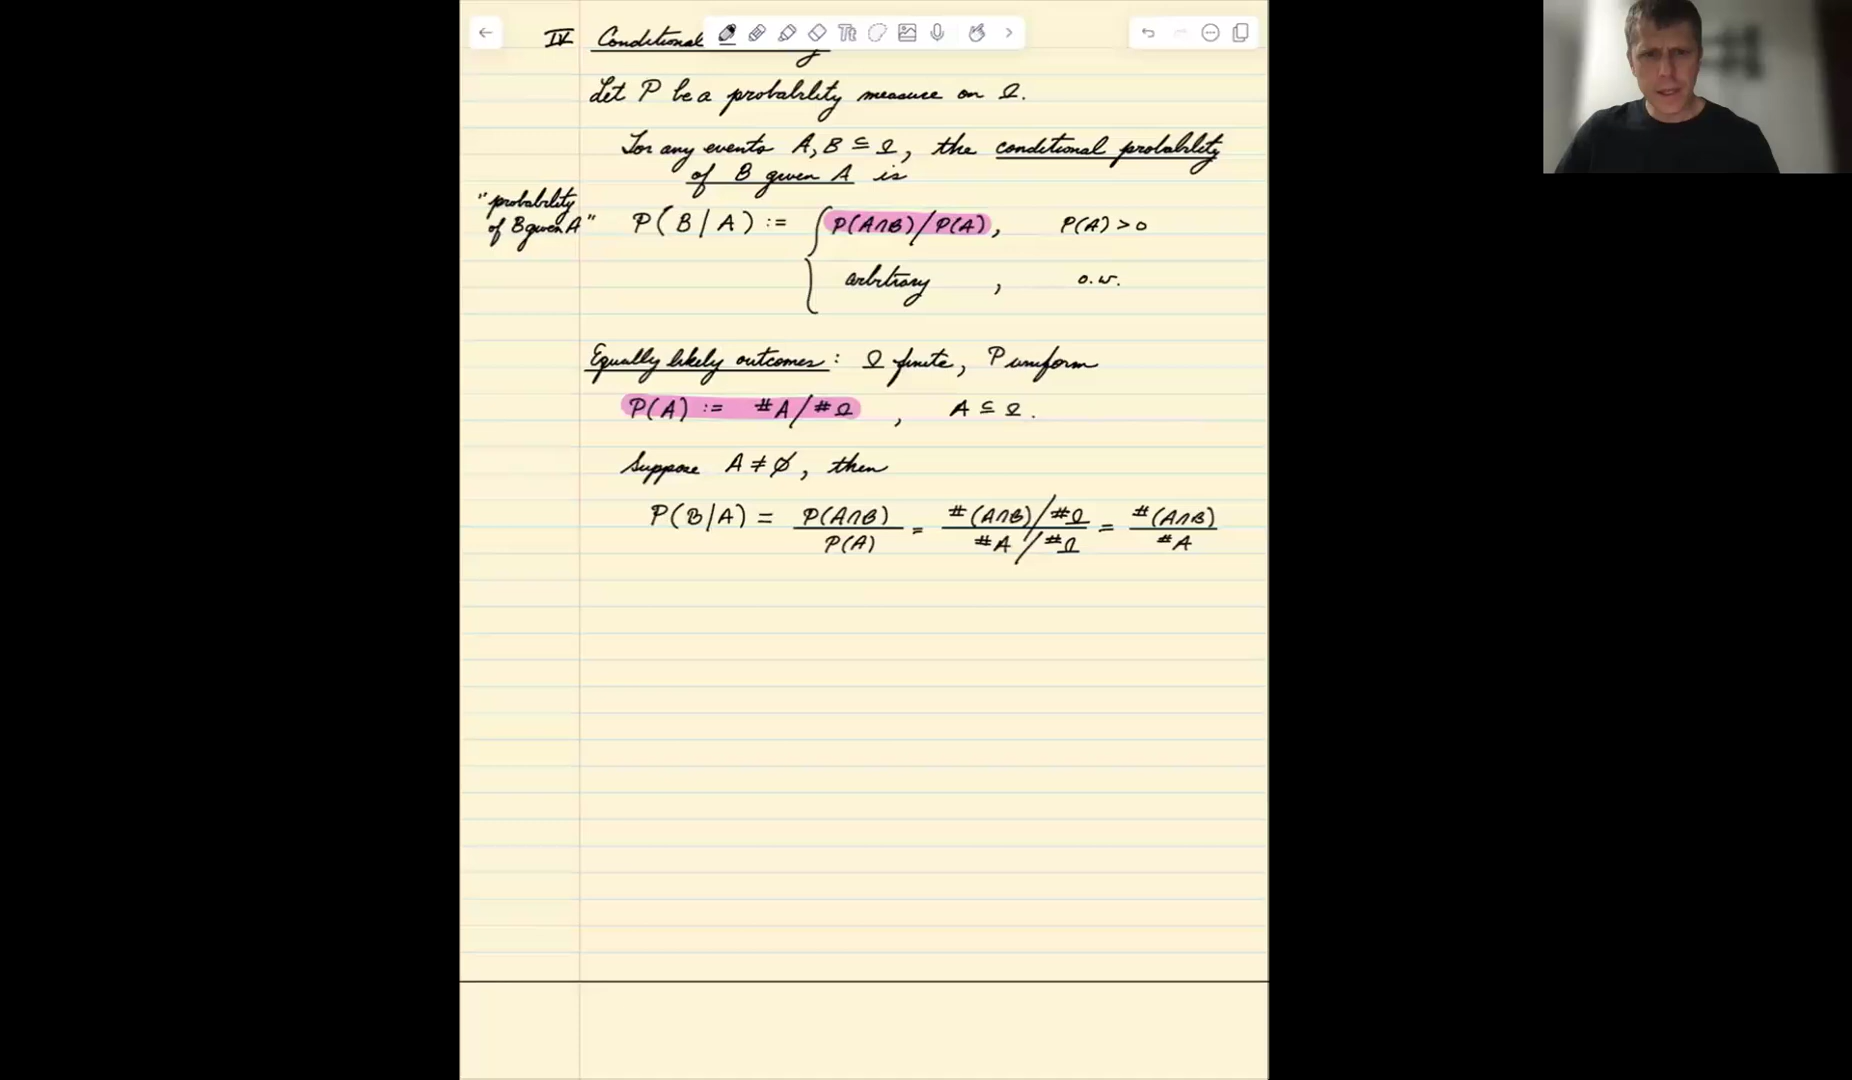 IV Conditional
Let P be a probability measure on Ω.
For any events A, B ⊆ Ω, the conditional probability
of B given A is
"probability
of B given A"
P(B|A) := { P(A∩B)/P(A), P(A)>0
arbitrary, o.w.
Equally likely outcomes: Ω finite, P uniform
P(A) := #A/#Ω, A ⊆ Ω.
Suppose A ≠ ∅, then
P(B|A) = P(A∩B)/P(A) = (#(A∩B)/#Ω)/(#A/#Ω) = #(A∩B)/#A